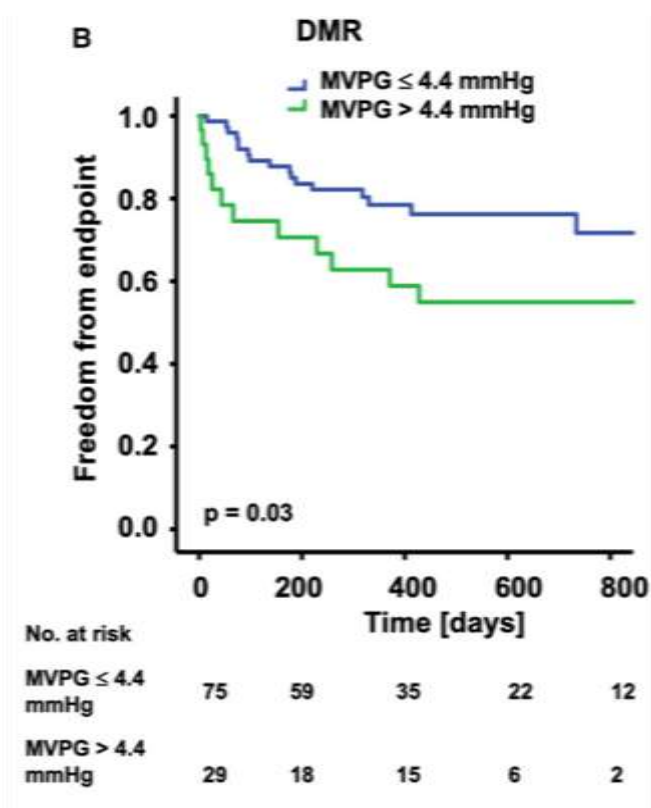 B
DMR
MVPG ≤ 4.4 mmHg
MVPG > 4.4 mmHg
Freedom from endpoint
1.0
0.8
0.6
0.4
0.2
0.0
p = 0.03
0 200 400 600 800
Time [days]
No. at risk
MVPG ≤ 4.4
mmHg
75 59 35 22 12
MVPG > 4.4
mmHg
29 18 15 6 2